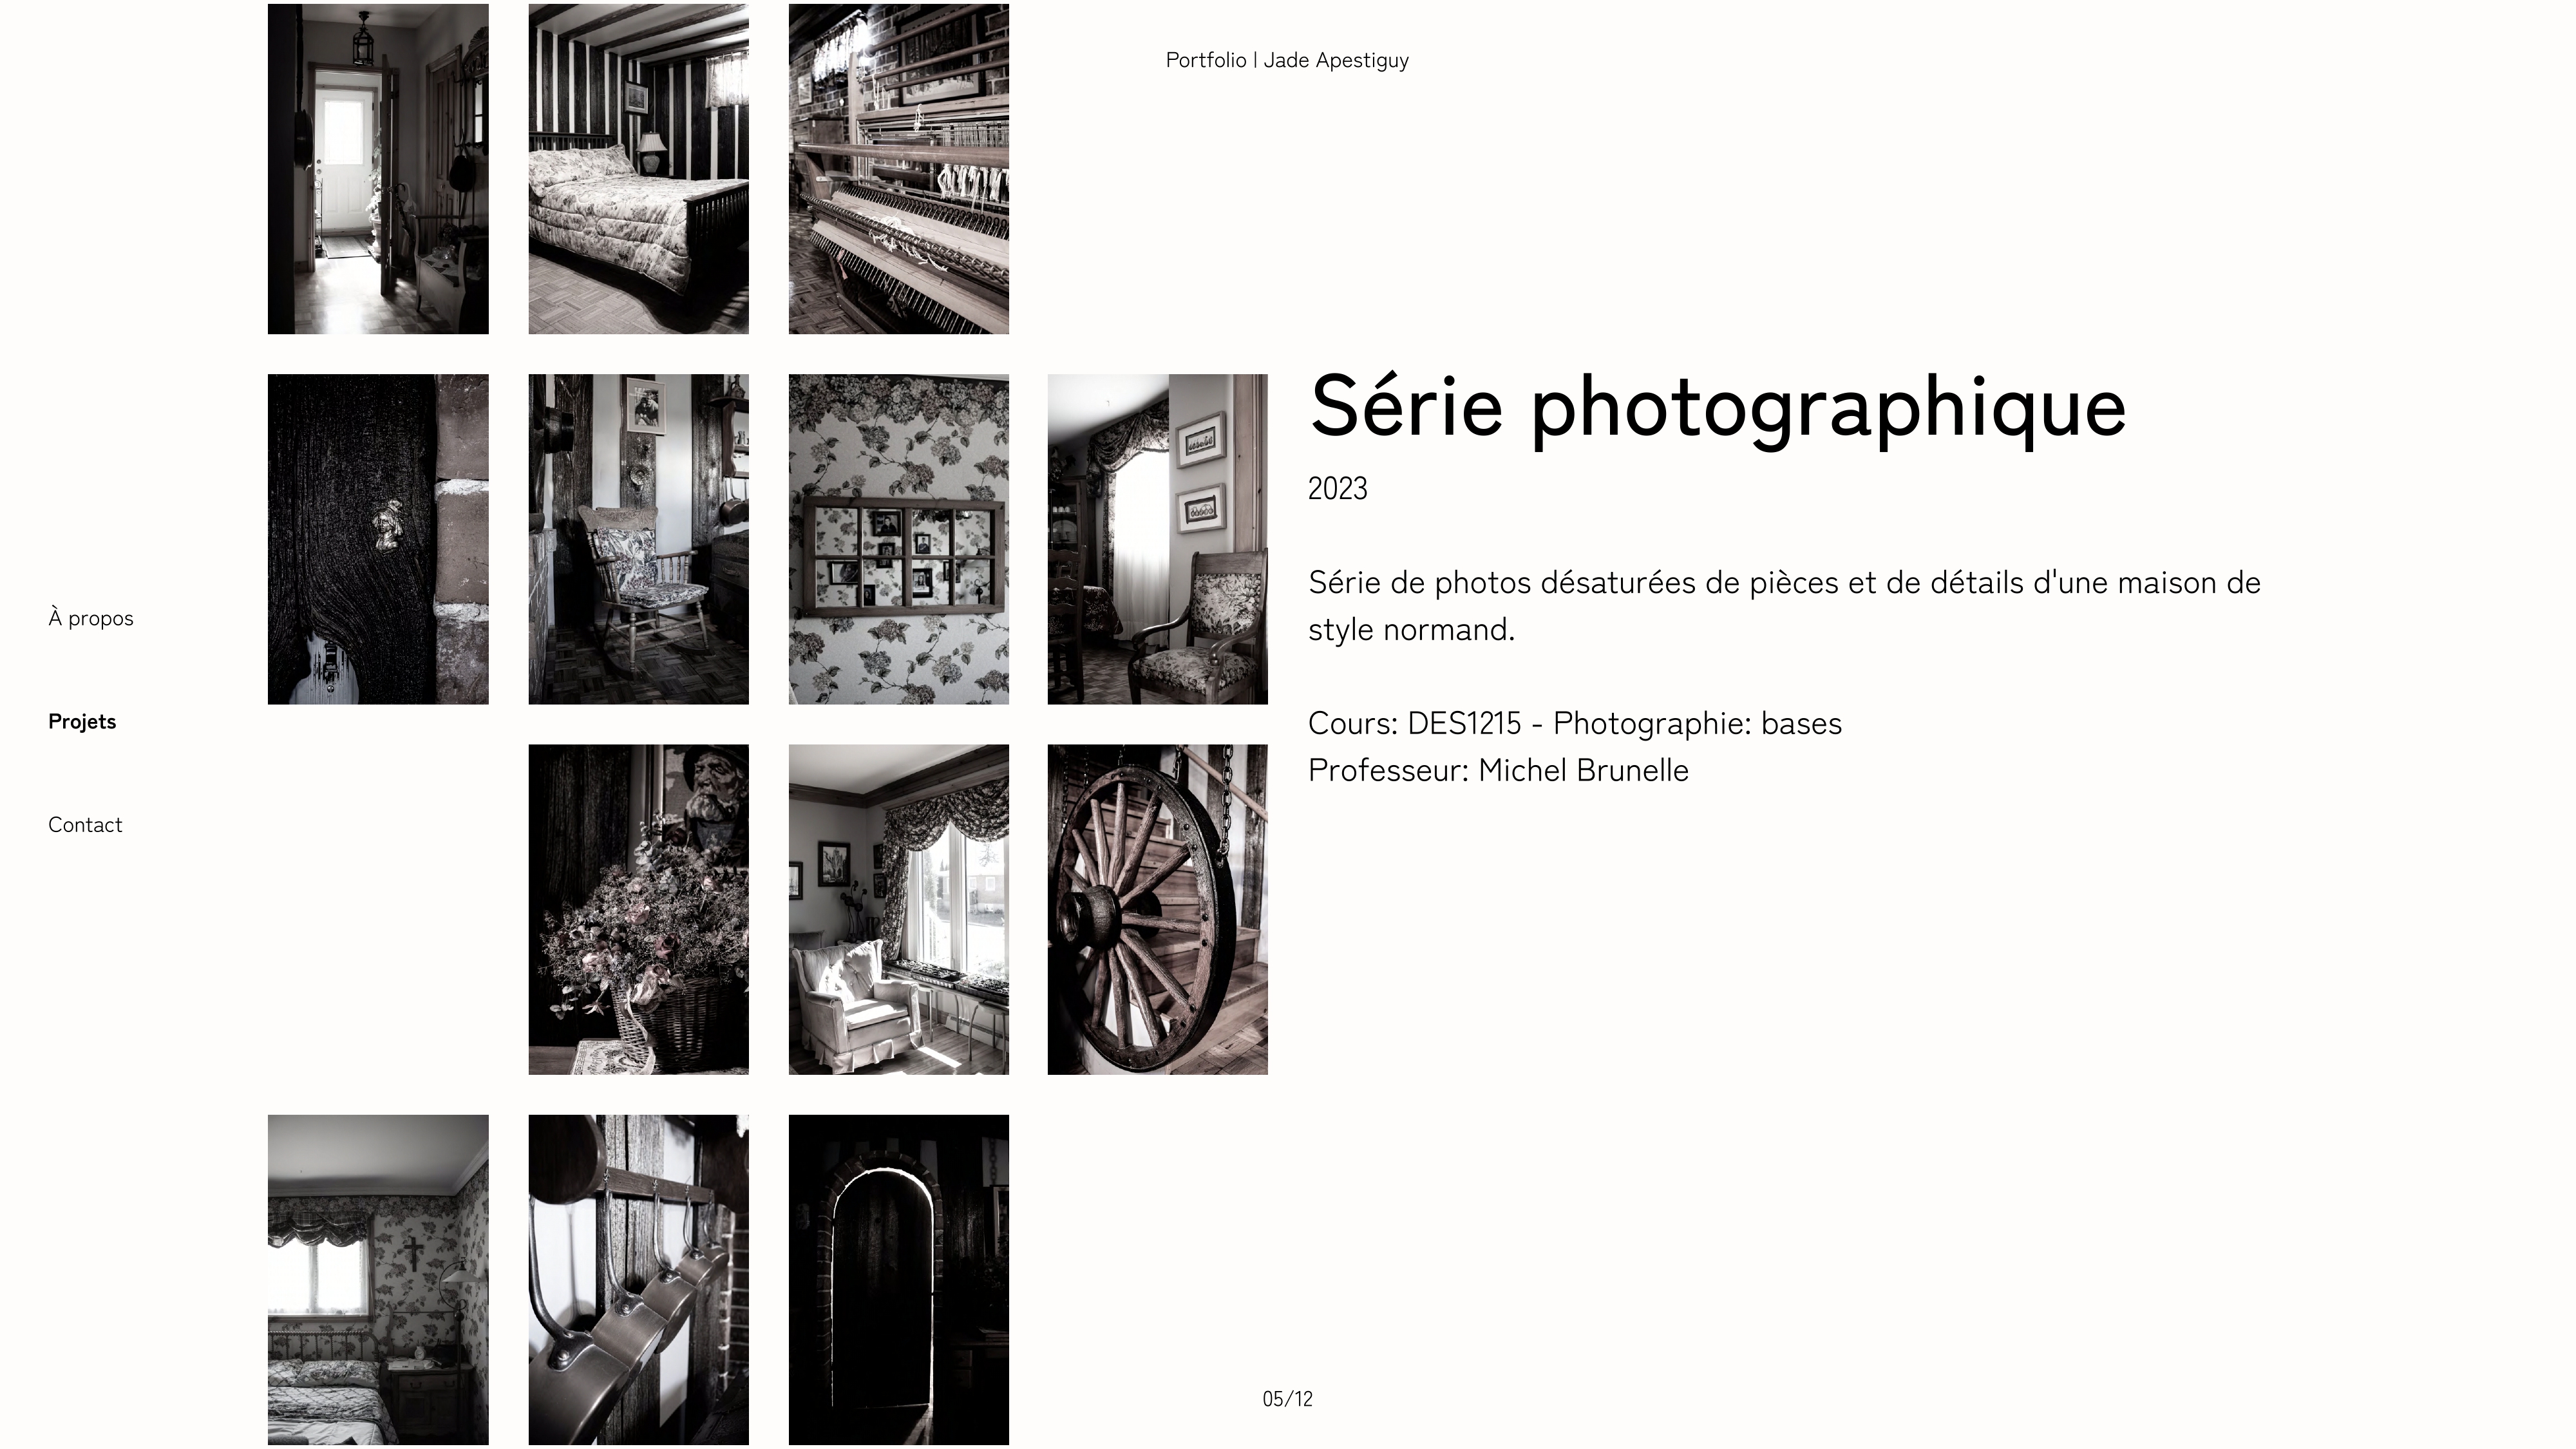 Portfolio | Jade Apestiguy
À propos
Projets
Contact
Série photographique
2023
Série de photos désaturées de pièces et de détails d'une maison de
style normand.
Cours: DES1215 - Photographie: bases
Professeur: Michel Brunelle
05/12